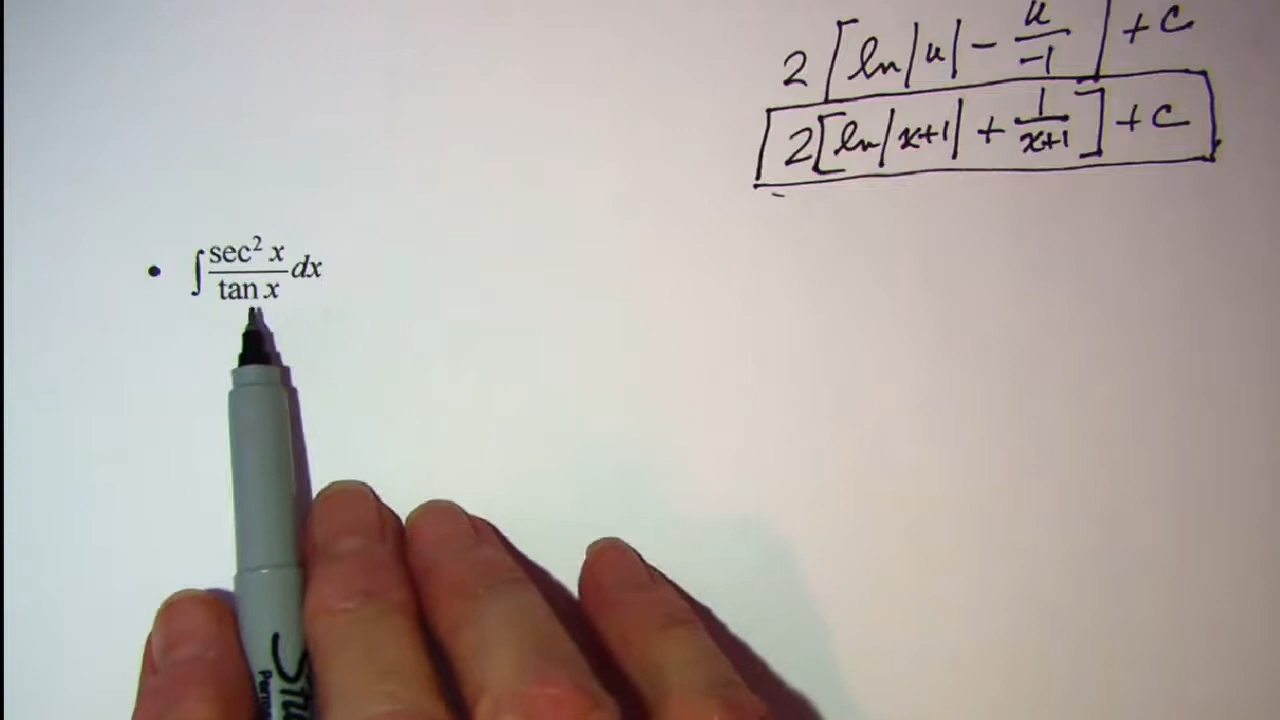 2 [ln|u| - u/-1] + C
2[ln|x+1| + 1/x+1] + C
• ∫ sec² x / tan x dx